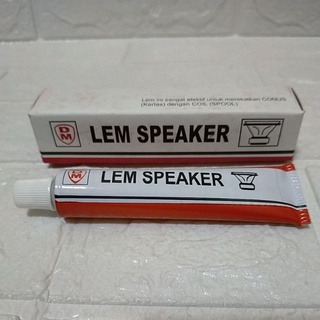 Lem ini sangat efektif untuk merekatkan CONUS
(Kertas) dengan COIL (SPOOL)
DM
LEM SPEAKER
DM
LEM SPEAKER